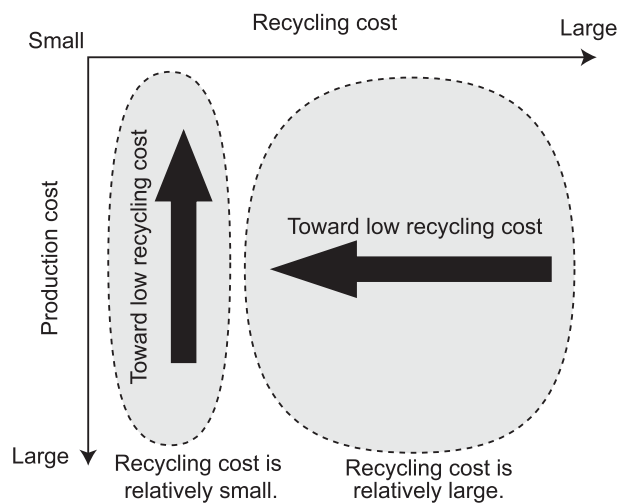 Recycling cost
Small
Large
Production cost
Toward low recycling cost
Toward low recycling cost
Large
Recycling cost is
relatively small.
Recycling cost is
relatively large.